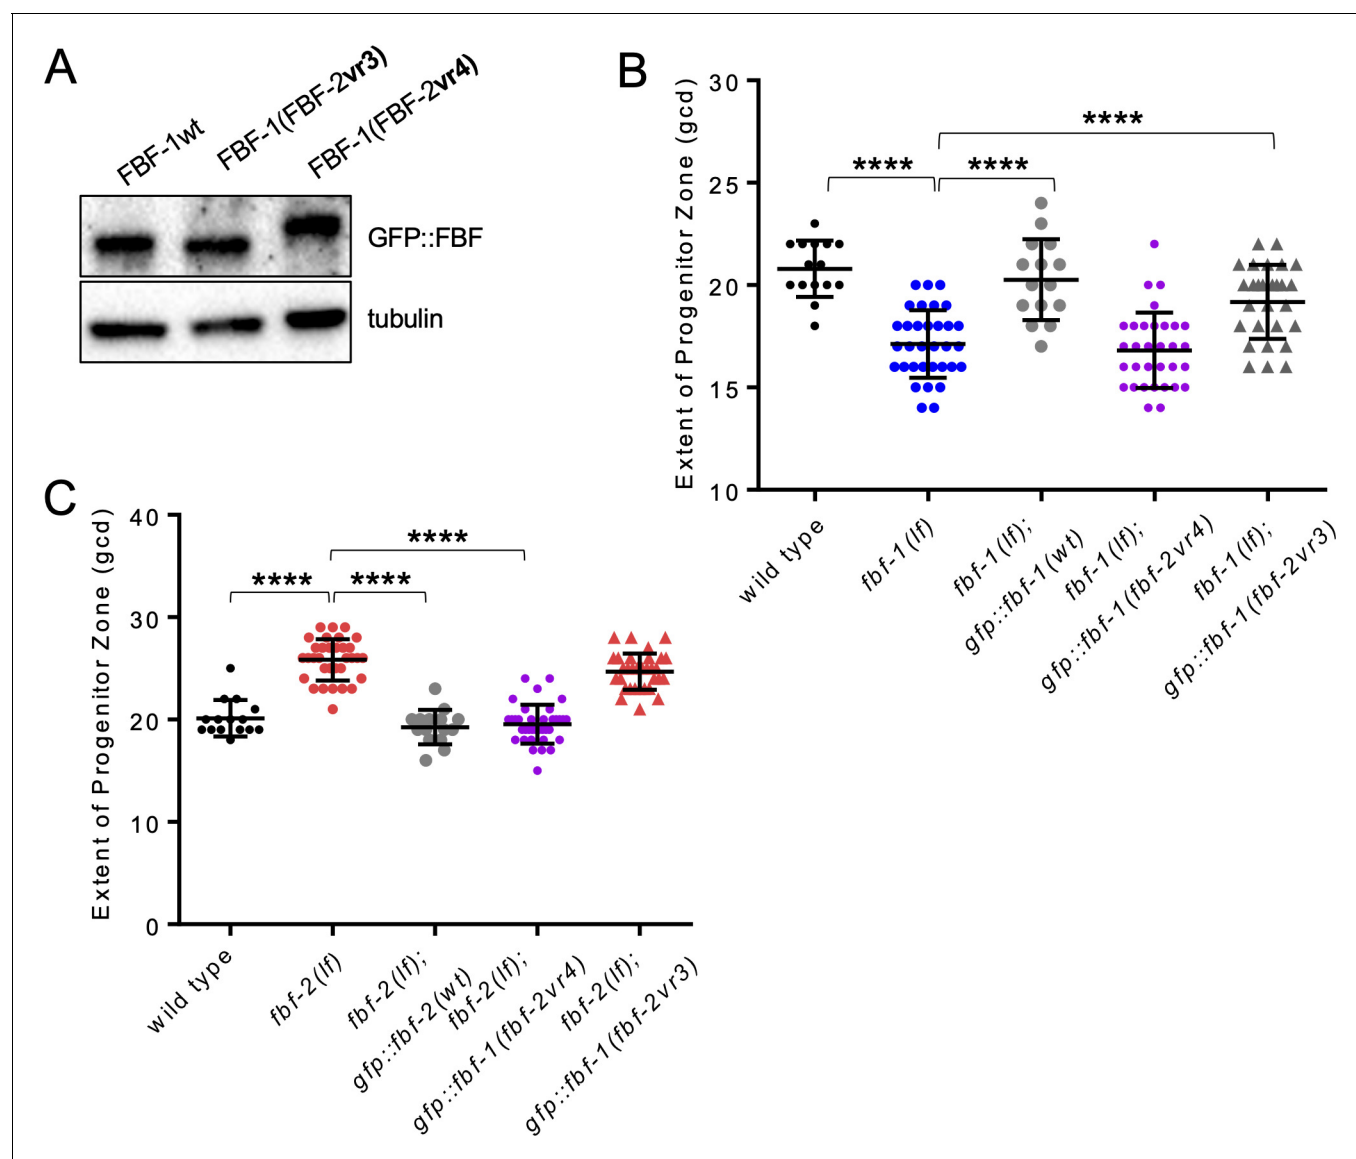 A
FBF-1wt
FBF-1(FBF-2vr3)
FBF-1(FBF-2vr4)
GFP::FBF
tubulin
B
Extent of Progenitor Zone (gcd)
30
25
20
15
10
****
****
****
wild type
fbf-1(lf)
fbf-1(lf);
gfp::fbf-1(wt)
fbf-1(lf);
gfp::fbf-1(fbf-2vr4)
fbf-1(lf);
gfp::fbf-1(fbf-2vr3)
C
Extent of Progenitor Zone (gcd)
40
30
20
10
0
****
****
****
wild type
fbf-2(lf)
fbf-2(lf);
gfp::fbf-2(wt)
fbf-2(lf);
gfp::fbf-1(fbf-2vr4)
fbf-2(lf);
gfp::fbf-1(fbf-2vr3)